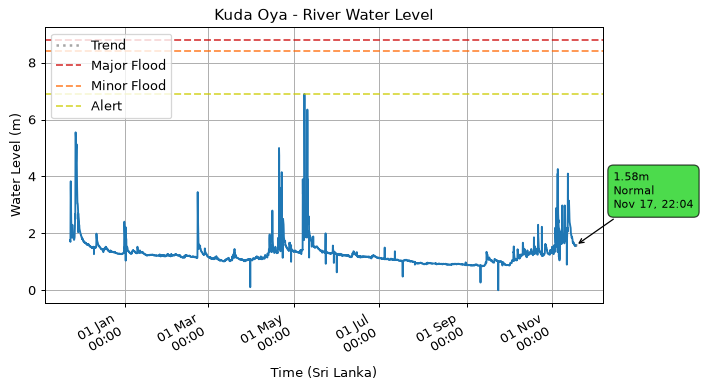 Kuda Oya - River Water Level
Trend
Major Flood
Minor Flood
Alert
Water Level (m)
8
6
4
2
0
1.58m
Normal
Nov 17, 22:04
01 Jan
00:00
01 Mar
00:00
01 May
00:00
01 Jul
00:00
01 Sep
00:00
01 Nov
00:00
Time (Sri Lanka)